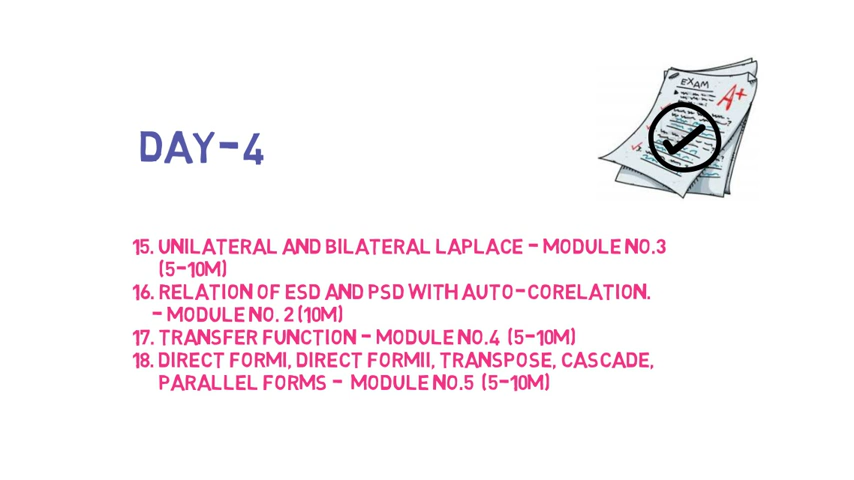 EXAM
A+
DAY-4
15. UNILATERAL AND BILATERAL LAPLACE - MODULE NO.3
(5-10M)
16. RELATION OF ESD AND PSD WITH AUTO-CORELATION.
- MODULE NO. 2 (10M)
17. TRANSFER FUNCTION - MODULE NO.4 (5-10M)
18. DIRECT FORMI, DIRECT FORMII, TRANSPOSE, CASCADE,
PARALLEL FORMS - MODULE NO.5 (5-10M)